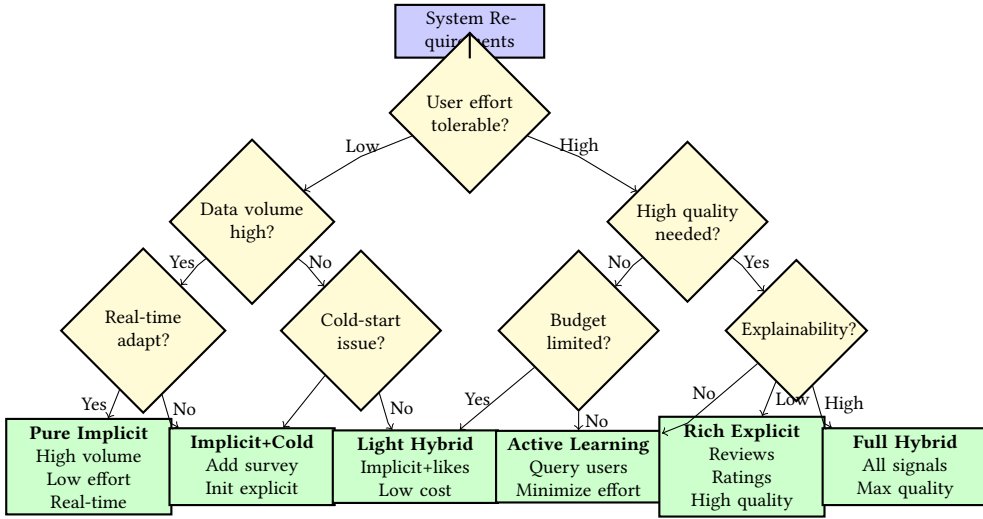 System Re-
quirements
User effort
tolerable?
Low
High
Data volume
high?
High quality
needed?
Yes
No
No
Yes
Real-time
adapt?
Cold-start
issue?
Budget
limited?
Explainability?
Yes
No
No
Yes
No
No
Low
High
Pure Implicit
High volume
Low effort
Real-time
Implicit+Cold
Add survey
Init explicit
Light Hybrid
Implicit+likes
Low cost
Active Learning
Query users
Minimize effort
Rich Explicit
Reviews
Ratings
High quality
Full Hybrid
All signals
Max quality